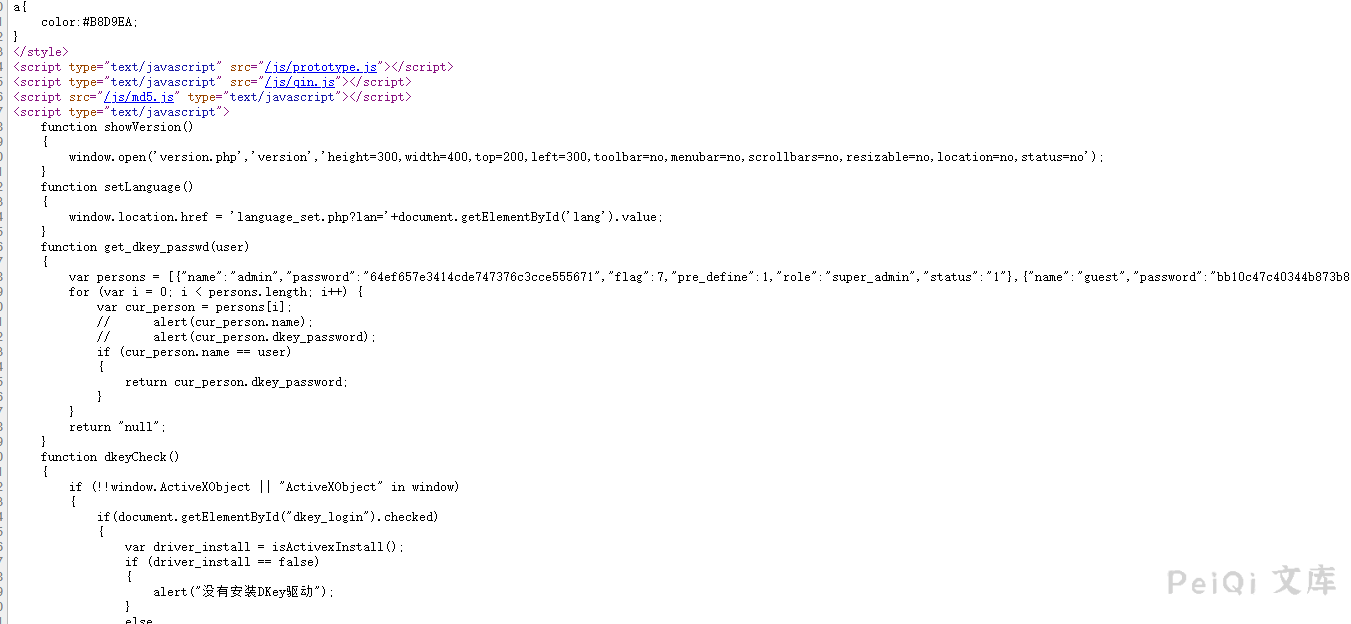 a{
    color:#B8D9EA;
}
</style>
<script type="text/javascript" src="/js/prototype.js"></script>
<script type="text/javascript" src="/js/qin.js"></script>
<script src="/js/md5.js" type="text/javascript"></script>
<script type="text/javascript">
    function showVersion()
    {
        window.open('version.php','version','height=300,width=400,top=200,left=300,toolbar=no,menubar=no,scrollbars=no,resizable=no,location=no,status=no');
    }
    function setLanguage()
    {
        window.location.href = 'language_set.php?lan='+document.getElementById('lang').value;
    }
    function get_dkey_passwd(user)
    {
        var persons = [{"name":"admin","password":"64ef657e3414cde747376c3cce555671","flag":7,"pre_define":1,"role":"super_admin","status":"1"},{"name":"guest","password":"bb10c47c40344b873b8
        for (var i = 0; i < persons.length; i++) {
            var cur_person = persons[i];
            //      alert(cur_person.name);
            //      alert(cur_person.dkey_password);
            if (cur_person.name == user)
            {
                return cur_person.dkey_password;
            }
        }
        return "null";
    }
    function dkeyCheck()
    {
        if (!!window.ActiveXObject || "ActiveXObject" in window)
        {
            if(document.getElementById("dkey_login").checked)
            {
                var driver_install = isActivexInstall();
                if (driver_install == false)
                {
                    alert("没有安装DKey驱动");
                }
                else
PeiQi 文库